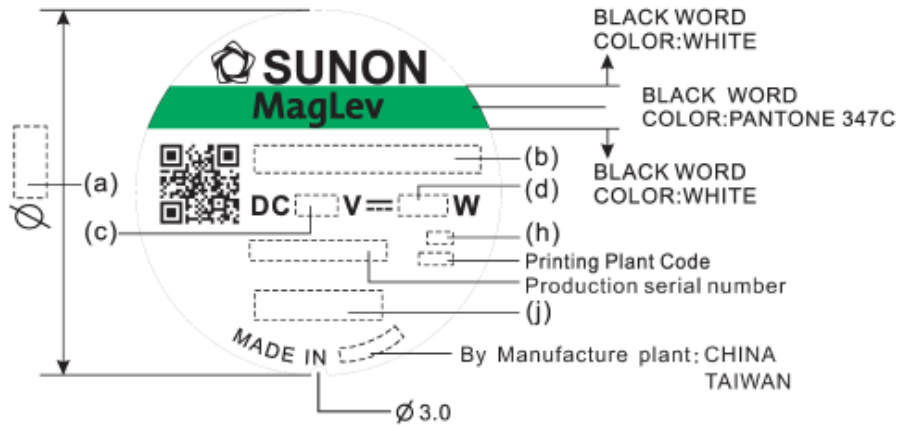 BLACK WORD
COLOR:WHITE
SUNON
MagLev
BLACK WORD
COLOR:PANTONE 347C
(b)
BLACK WORD
COLOR:WHITE
(a)
(d)
DC V W
(c)
(h)
Printing Plant Code
Production serial number
(j)
MADE IN
By Manufacture plant: CHINA
TAIWAN
Ø
Ø3.0